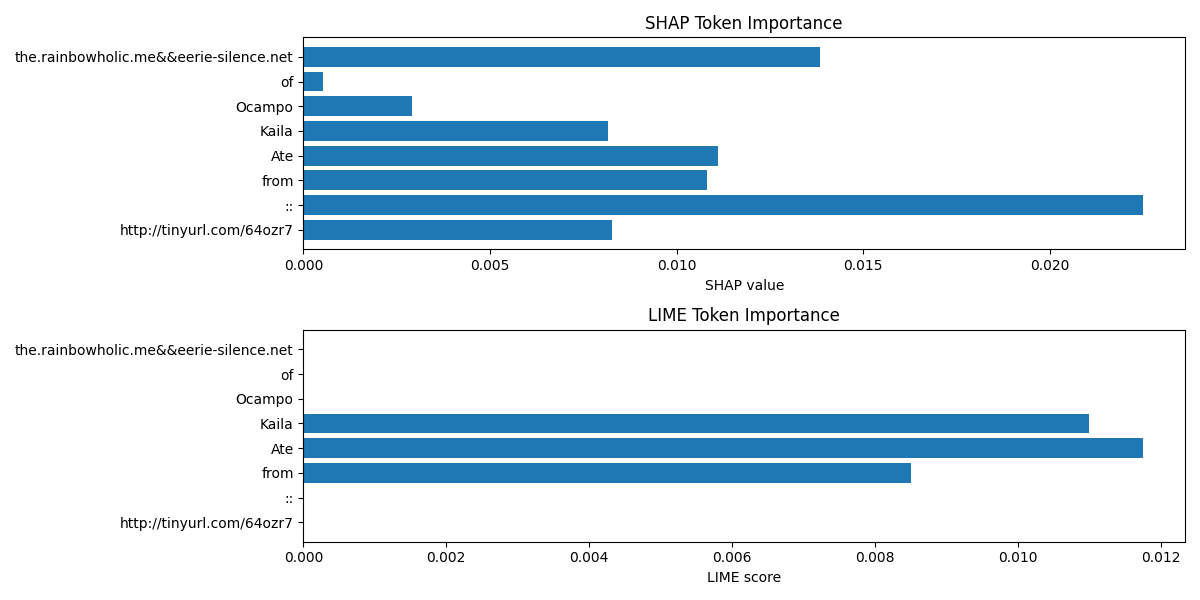 SHAP Token Importance
the.rainbowholic.me&&eerie-silence.net
of
Ocampo
Kaila
Ate
from
::
http://tinyurl.com/64ozr7
0.000 0.005 0.010 0.015 0.020
SHAP value
LIME Token Importance
the.rainbowholic.me&&eerie-silence.net
of
Ocampo
Kaila
Ate
from
::
http://tinyurl.com/64ozr7
0.000 0.002 0.004 0.006 0.008 0.010 0.012
LIME score